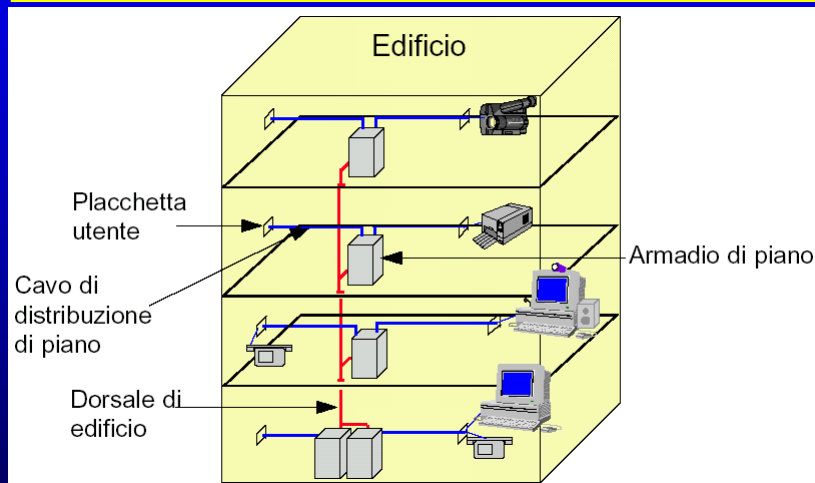 Edificio
Placchetta
utente
Armadio di piano
Cavo di
distribuzione
di piano
Dorsale di
edificio